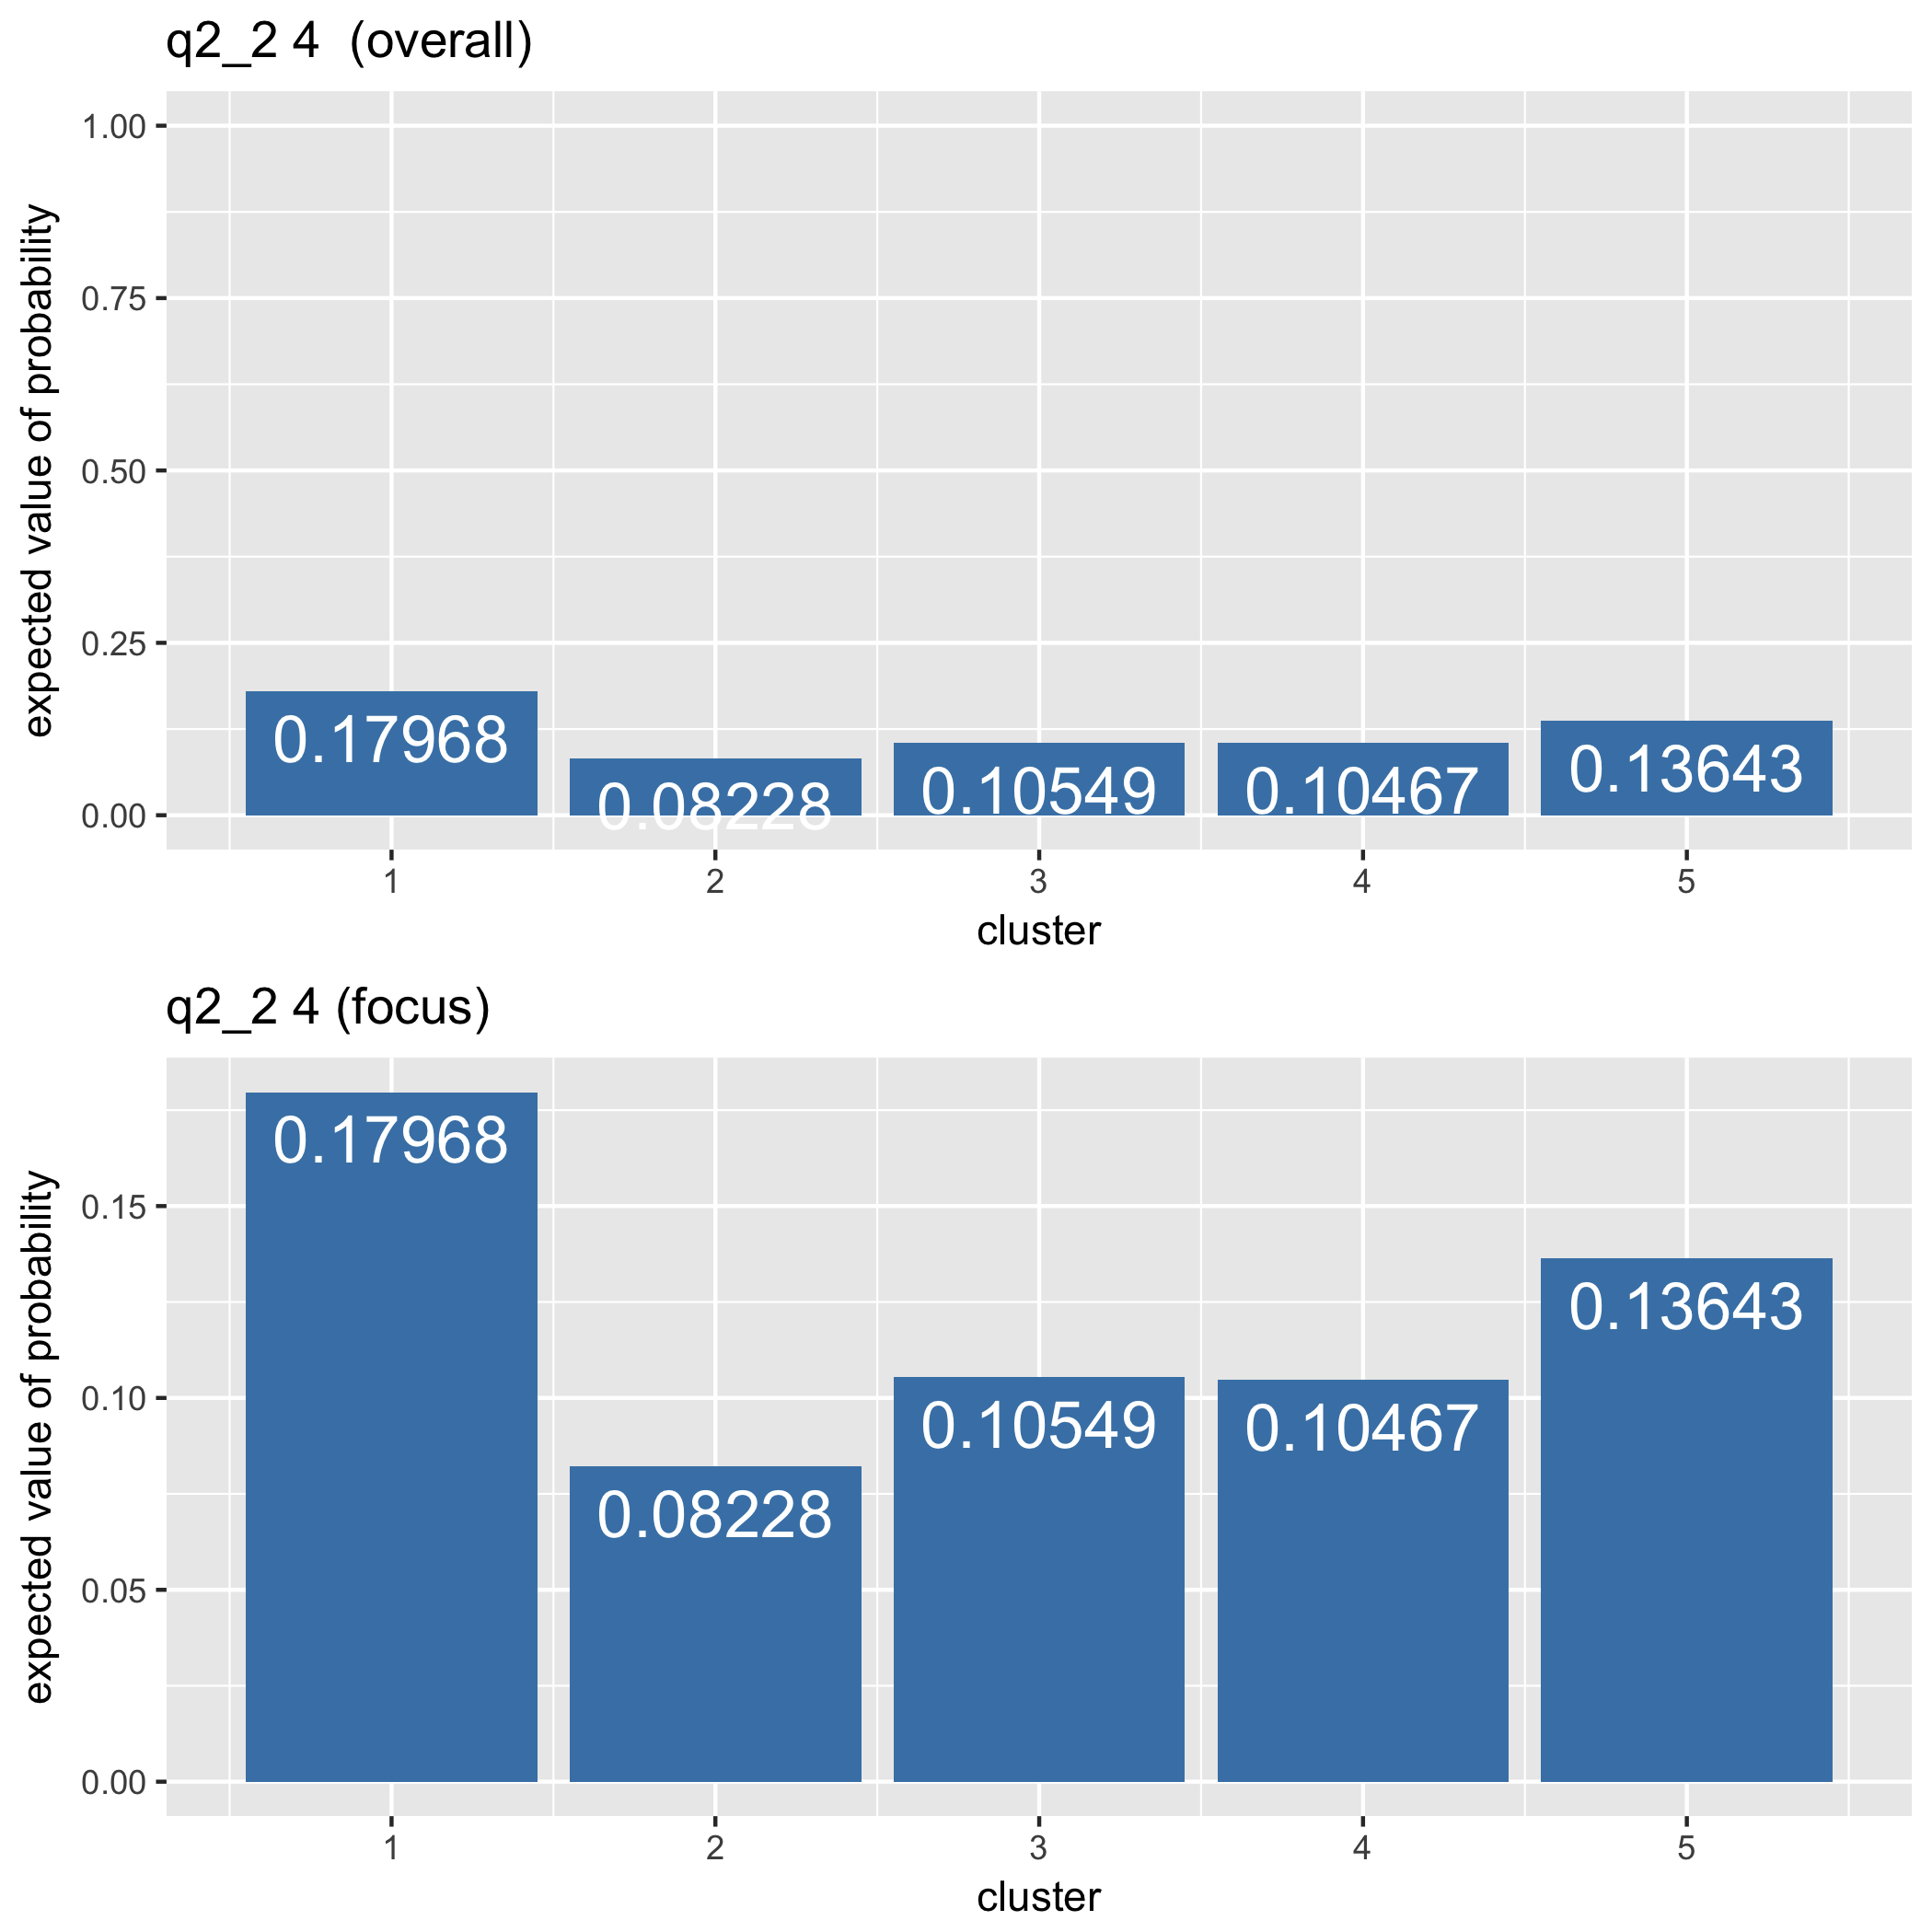 q2_2 4  (overall)
expected value of probability
1.00
0.75
0.50
0.25
0.00
0.17968
0.08228
0.10549
0.10467
0.13643
1 2 3 4 5
cluster
q2_2 4 (focus)
expected value of probability
0.15
0.10
0.05
0.00
0.17968
0.08228
0.10549
0.10467
0.13643
1 2 3 4 5
cluster